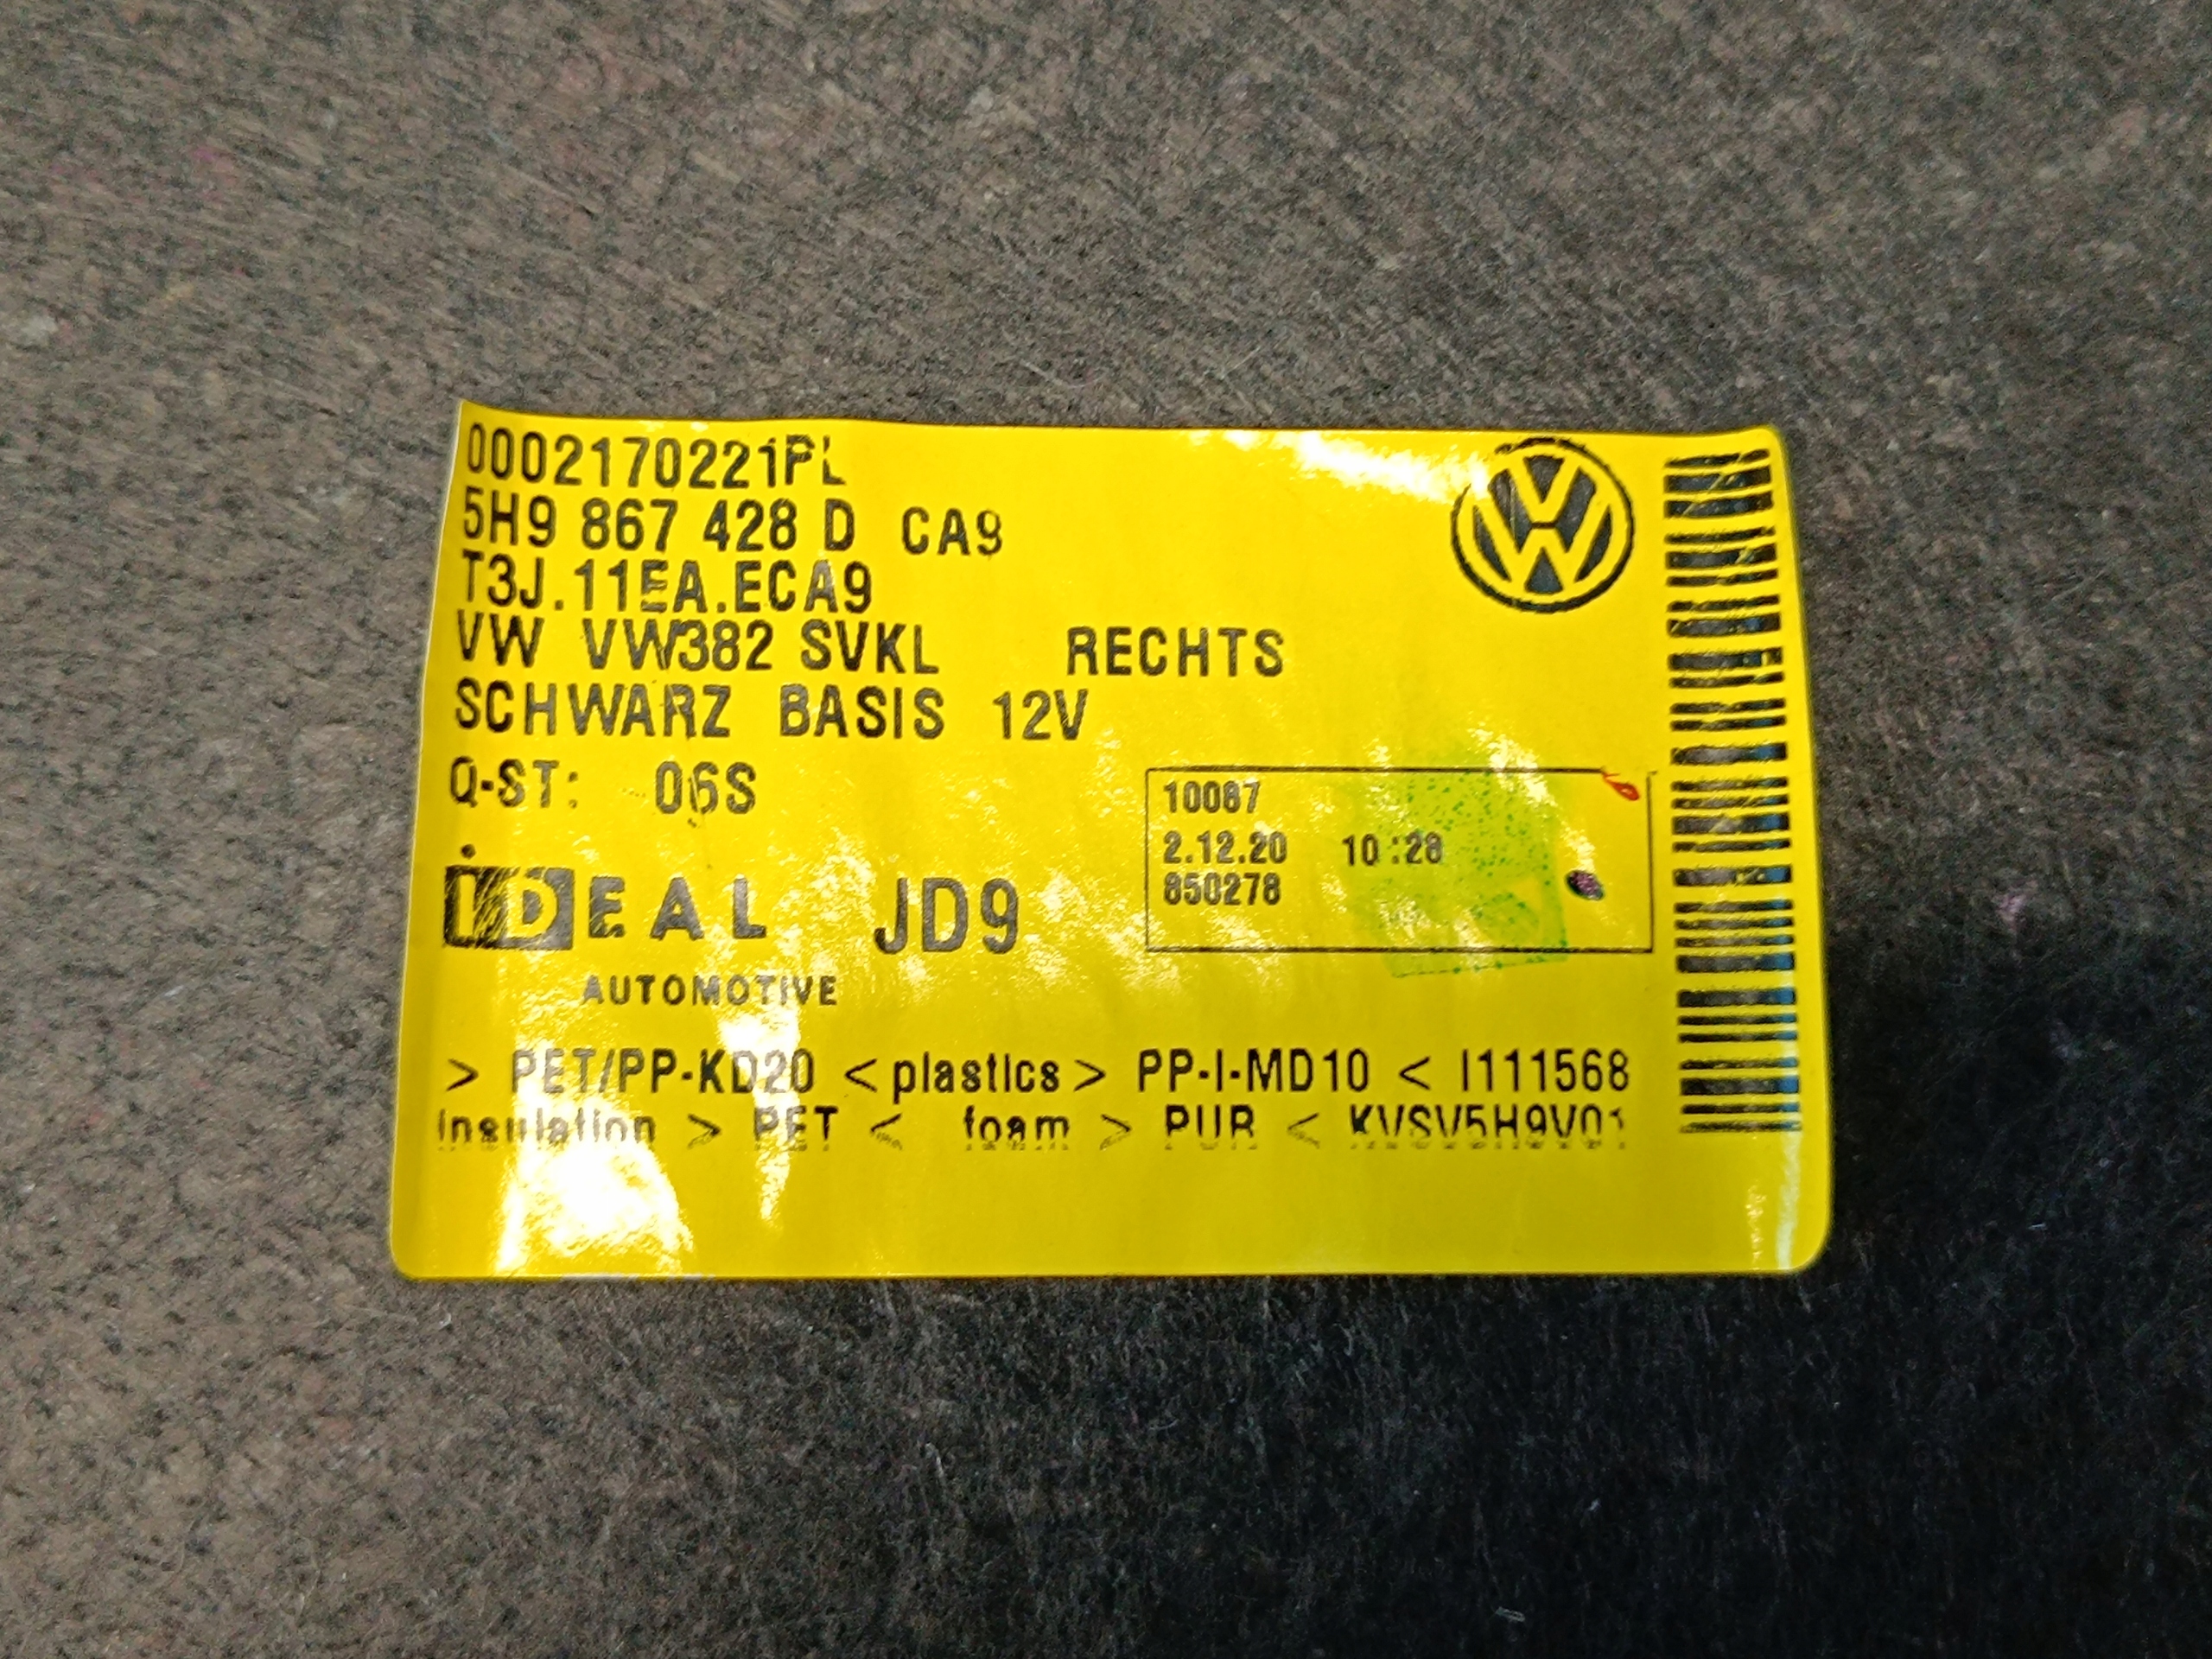 0002170221PL
5H9 867 428 D CA9
T3J.11EA.ECA9
VW VW382 SVKL RECHTS
SCHWARZ BASIS 12V
Q-ST: 06S
10087
2.12.20 10:28
850278
iDEAL JD9
AUTOMOTIVE
> PET/PP-KD20 <plastics> PP-I-MD10 < I111568
insulation > PET < foam > PUR < KVSV5H9V01